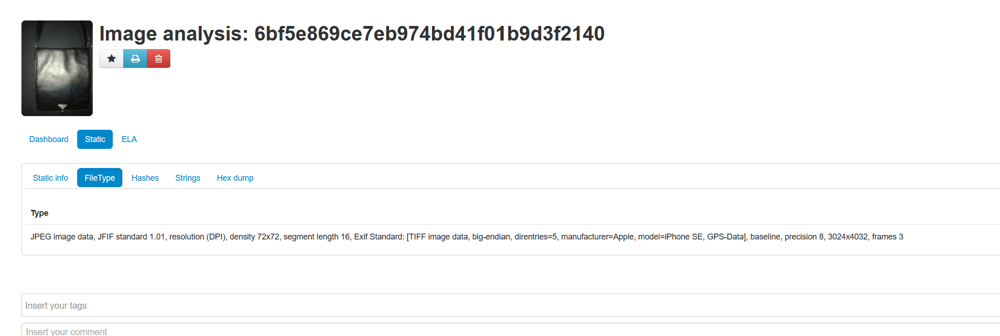 Image analysis: 6bf5e869ce7eb974bd41f01b9d3f2140
Dashboard Static ELA
Static info FileType Hashes Strings Hex dump
Type
JPEG image data, JFIF standard 1.01, resolution (DPI), density 72x72, segment length 16, Exif Standard: [TIFF image data, big-endian, direntries=5, manufacturer=Apple, model=iPhone SE, GPS-Data], baseline, precision 8, 3024x4032, frames 3
Insert your tags
Insert your comment